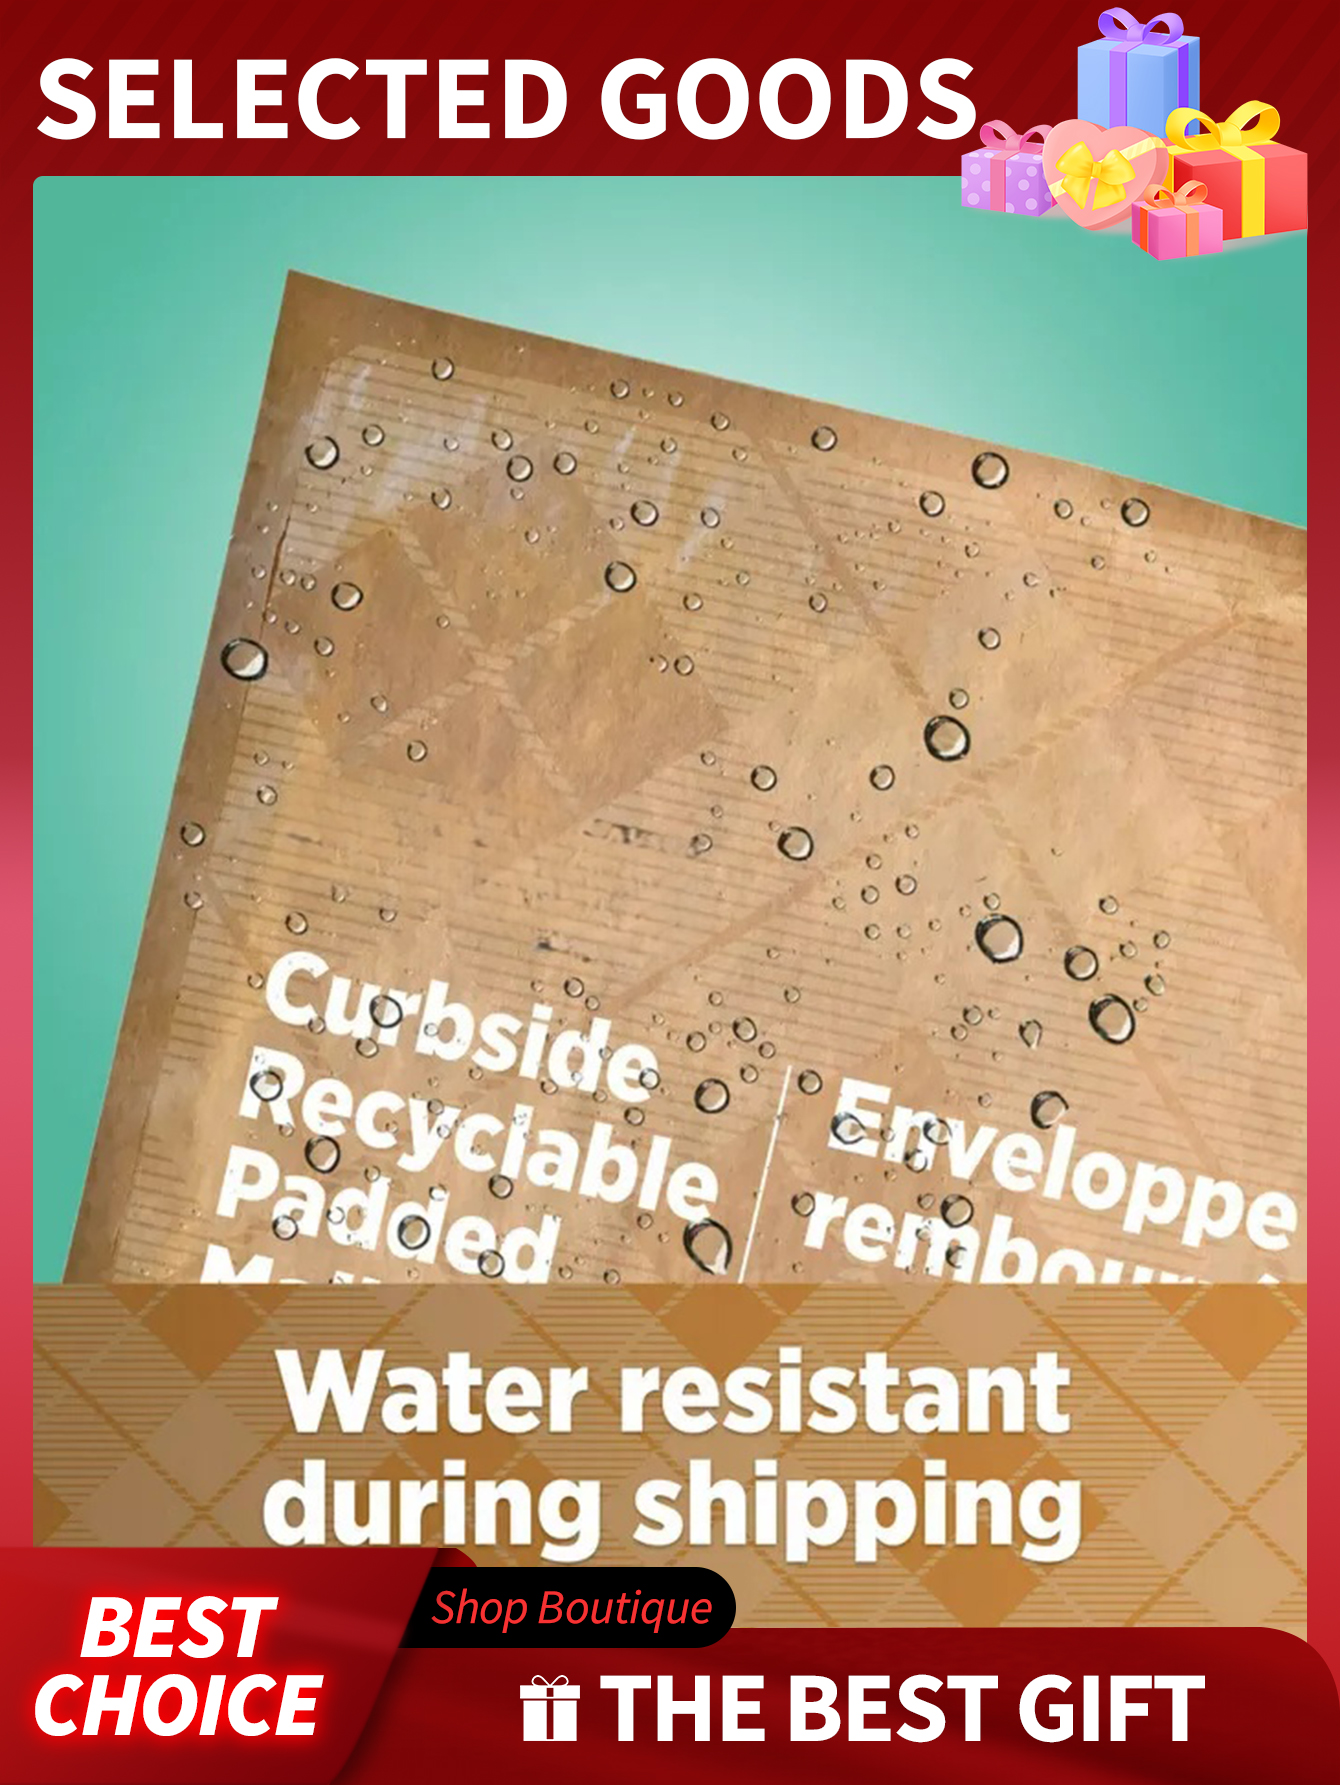 SELECTED GOODS
Curbside
Recyclable
Padded
Enveloppe
Water resistant
during shipping
Shop Boutique
BEST
CHOICE
THE BEST GIFT